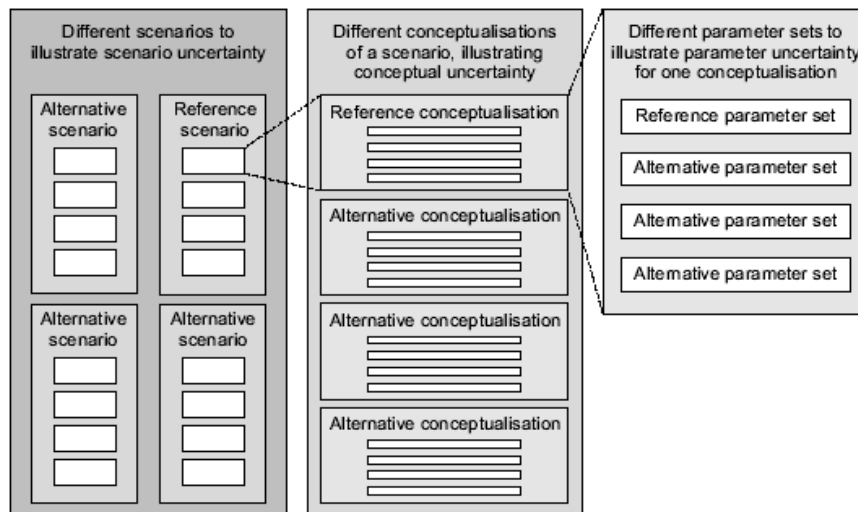 Different scenarios to
illustrate scenario uncertainty
Alternative
scenario
Reference
scenario
Alternative
scenario
Alternative
scenario
Different conceptualisations
of a scenario, illustrating
conceptual uncertainty
Reference conceptualisation
Alternative conceptualisation
Alternative conceptualisation
Alternative conceptualisation
Different parameter sets to
illustrate parameter uncertainty
for one conceptualisation
Reference parameter set
Alternative parameter set
Alternative parameter set
Alternative parameter set